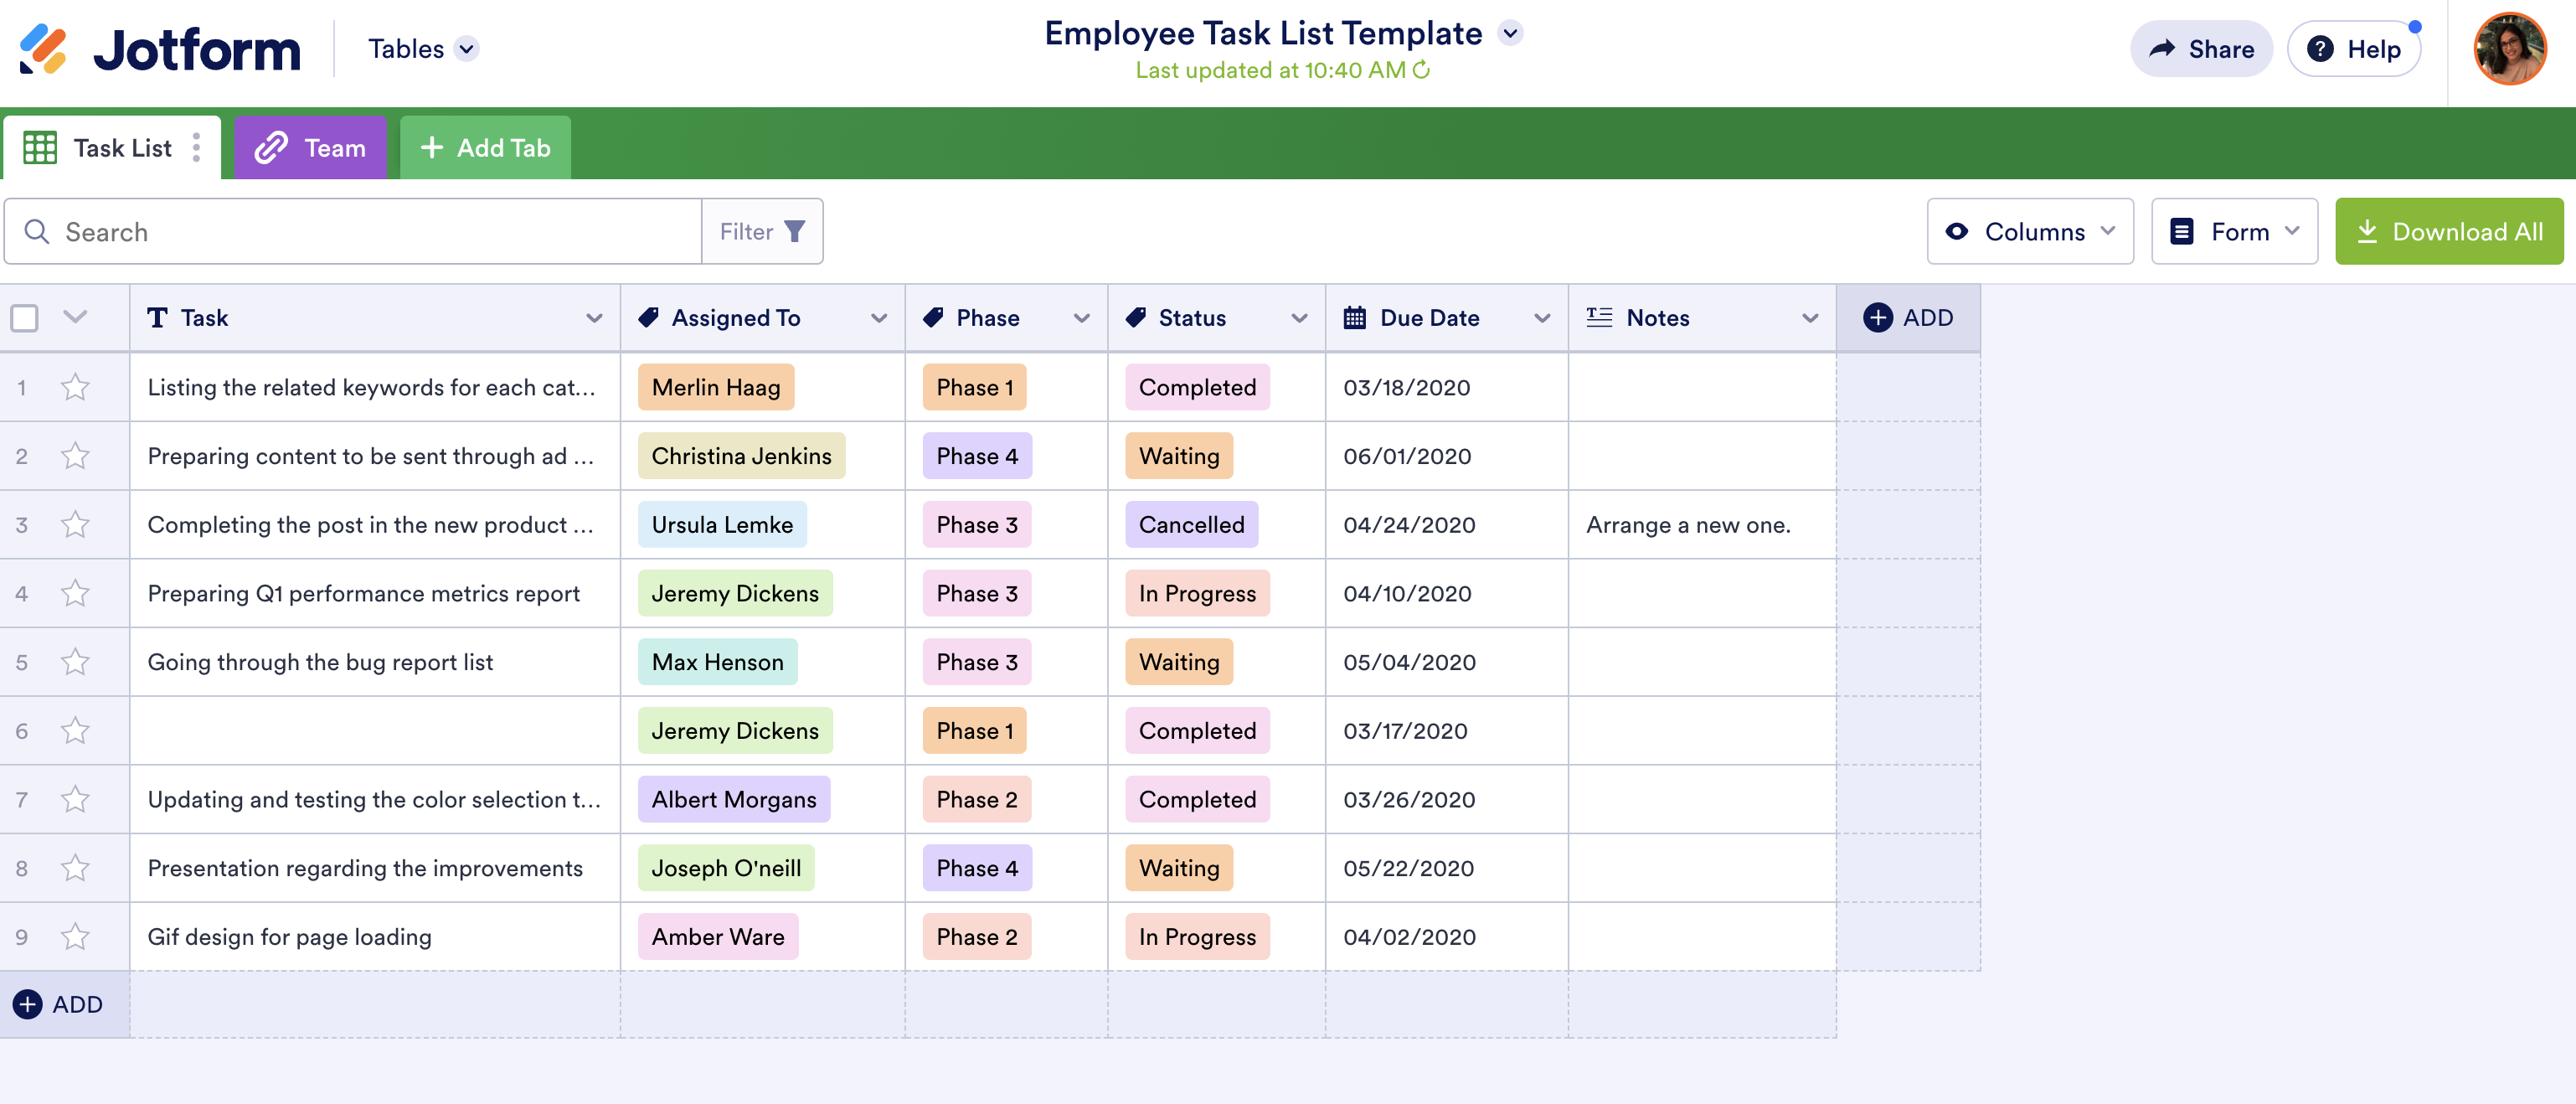 Jotform
Tables
Employee Task List Template
Last updated at 10:40 AM
Share
? Help
Task List
Team
+ Add Tab
Search
Filter
Columns
Form
Download All
T Task
Assigned To
Phase
Status
Due Date
T Notes
+ ADD
1 Listing the related keywords for each cat... Merlin Haag Phase 1 Completed 03/18/2020
2 Preparing content to be sent through ad ... Christina Jenkins Phase 4 Waiting 06/01/2020
3 Completing the post in the new product ... Ursula Lemke Phase 3 Cancelled 04/24/2020 Arrange a new one.
4 Preparing Q1 performance metrics report Jeremy Dickens Phase 3 In Progress 04/10/2020
5 Going through the bug report list Max Henson Phase 3 Waiting 05/04/2020
6 Jeremy Dickens Phase 1 Completed 03/17/2020
7 Updating and testing the color selection t... Albert Morgans Phase 2 Completed 03/26/2020
8 Presentation regarding the improvements Joseph O'neill Phase 4 Waiting 05/22/2020
9 Gif design for page loading Amber Ware Phase 2 In Progress 04/02/2020
+ ADD